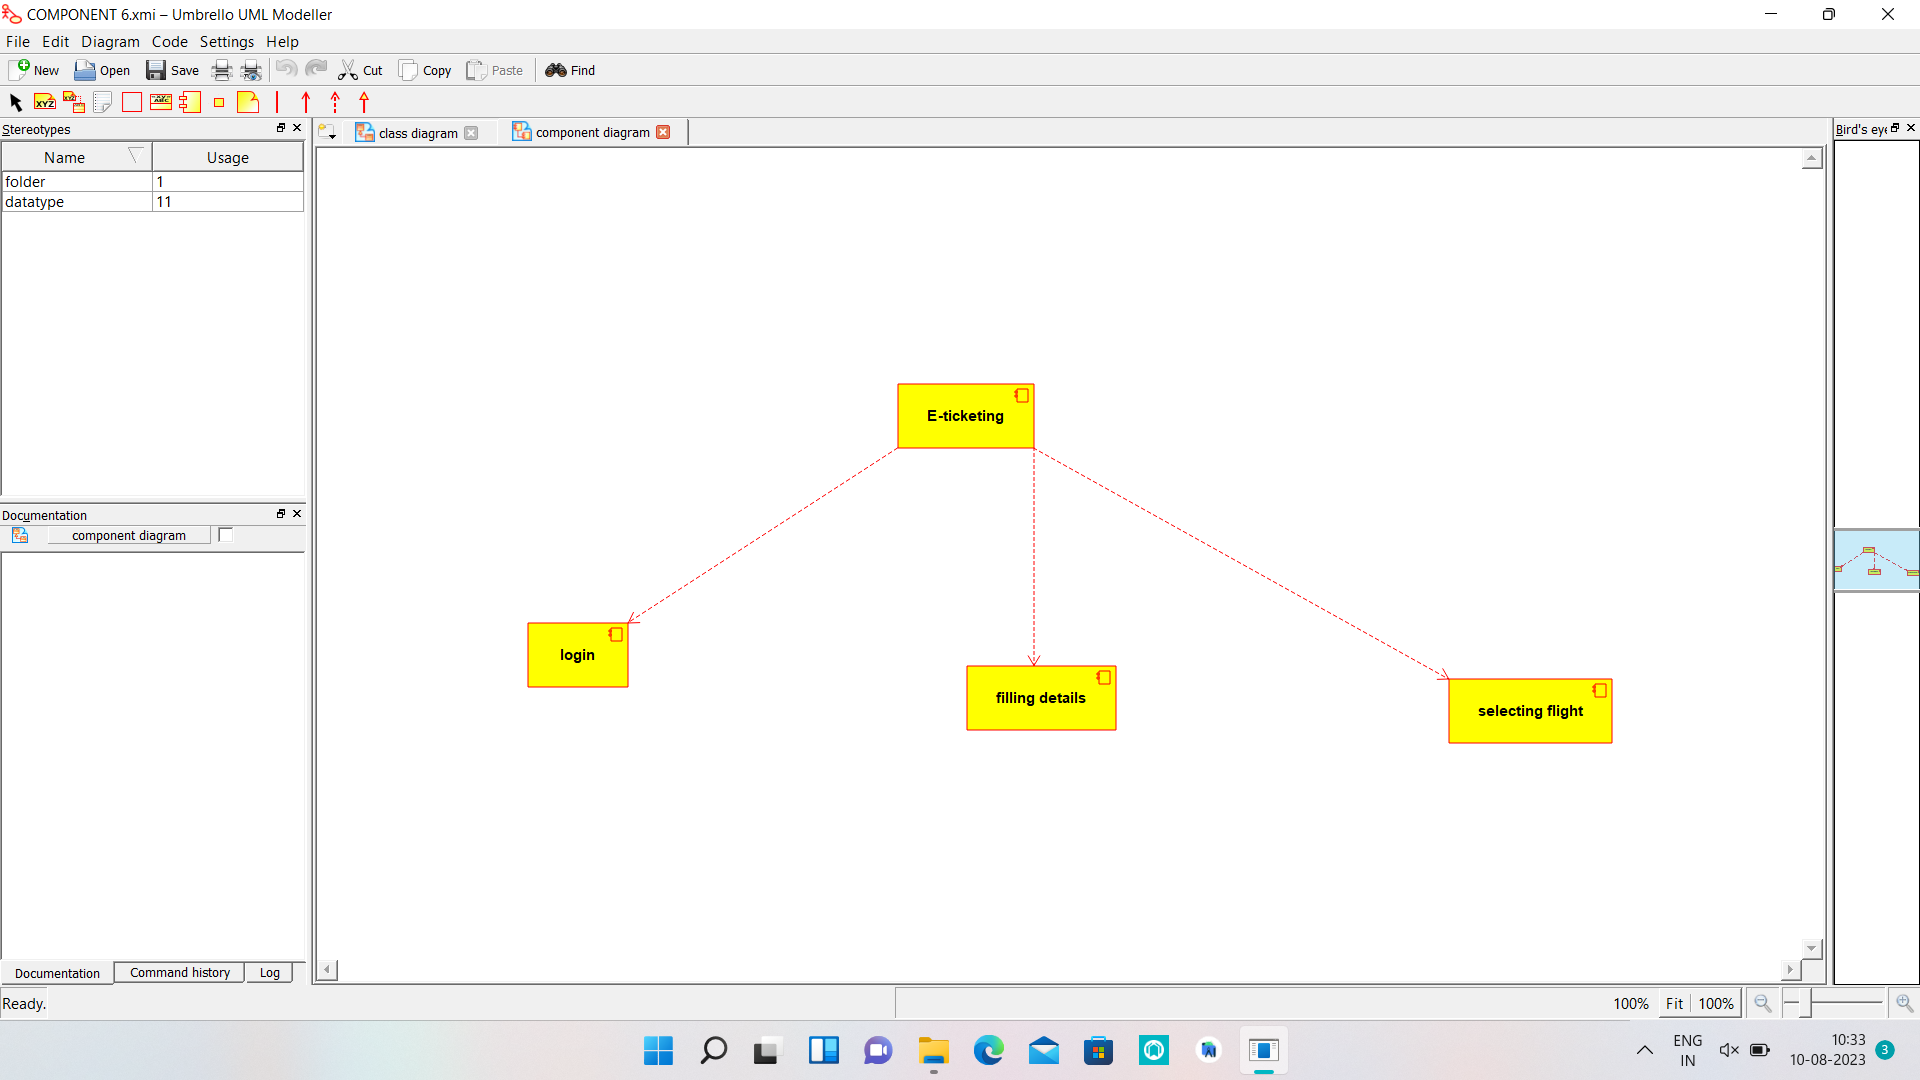 COMPONENT 6.xmi – Umbrello UML Modeller
File Edit Diagram Code Settings Help
New Open Save Cut Copy Paste Find
XYZ XYZ ABC
Stereotypes
class diagram component diagram
Bird's eye
Name Usage
folder 1
datatype 11
E-ticketing
login
filling details
selecting flight
Documentation
component diagram
Documentation Command history Log
Ready.
100% Fit 100%
ENG
IN
10:33
10-08-2023
3